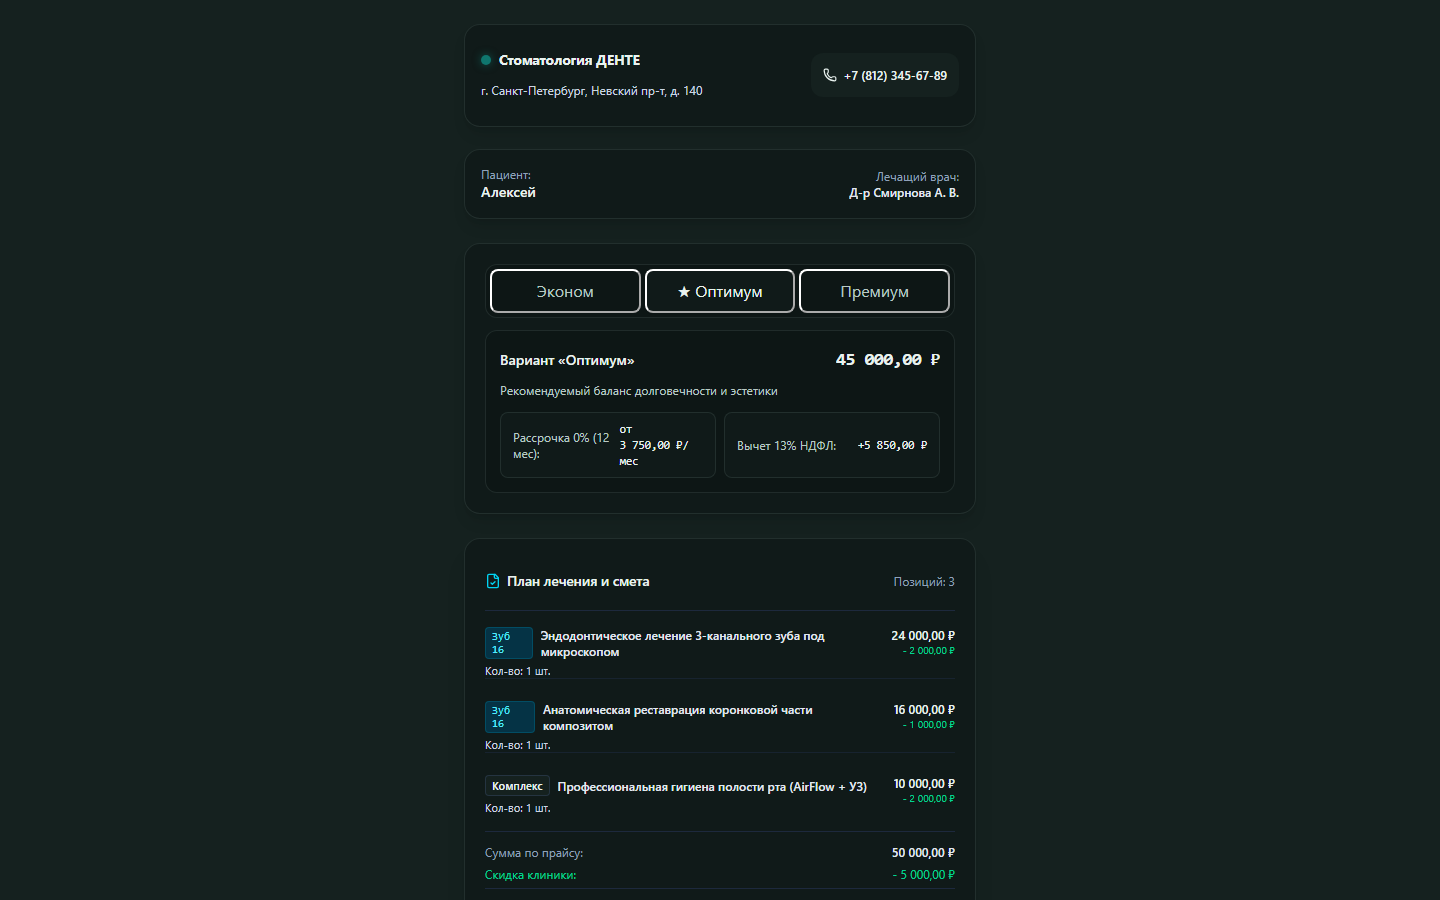 Стоматология ДЕНТЕ
г. Санкт-Петербург, Невский пр-т, д. 140
+7 (812) 345-67-89
Пациент:
Алексей
Лечащий врач:
Д-р Смирнова А. В.
Эконом
★ Оптимум
Премиум
Вариант «Оптимум»
45 000,00 ₽
Рекомендуемый баланс долговечности и эстетики
Рассрочка 0% (12
мес):
от
3 750,00 ₽/
мес
Вычет 13% НДФЛ:
+5 850,00 ₽
План лечения и смета
Позиций: 3
Зуб
16
Эндодонтическое лечение 3-канального зуба под
микроскопом
24 000,00 ₽
- 2 000,00 ₽
Кол-во: 1 шт.
Зуб
16
Анатомическая реставрация коронковой части
композитом
16 000,00 ₽
- 1 000,00 ₽
Кол-во: 1 шт.
Комплекс
Профессиональная гигиена полости рта (AirFlow + УЗ)
10 000,00 ₽
- 2 000,00 ₽
Кол-во: 1 шт.
Сумма по прайсу:
50 000,00 ₽
Скидка клиники:
- 5 000,00 ₽